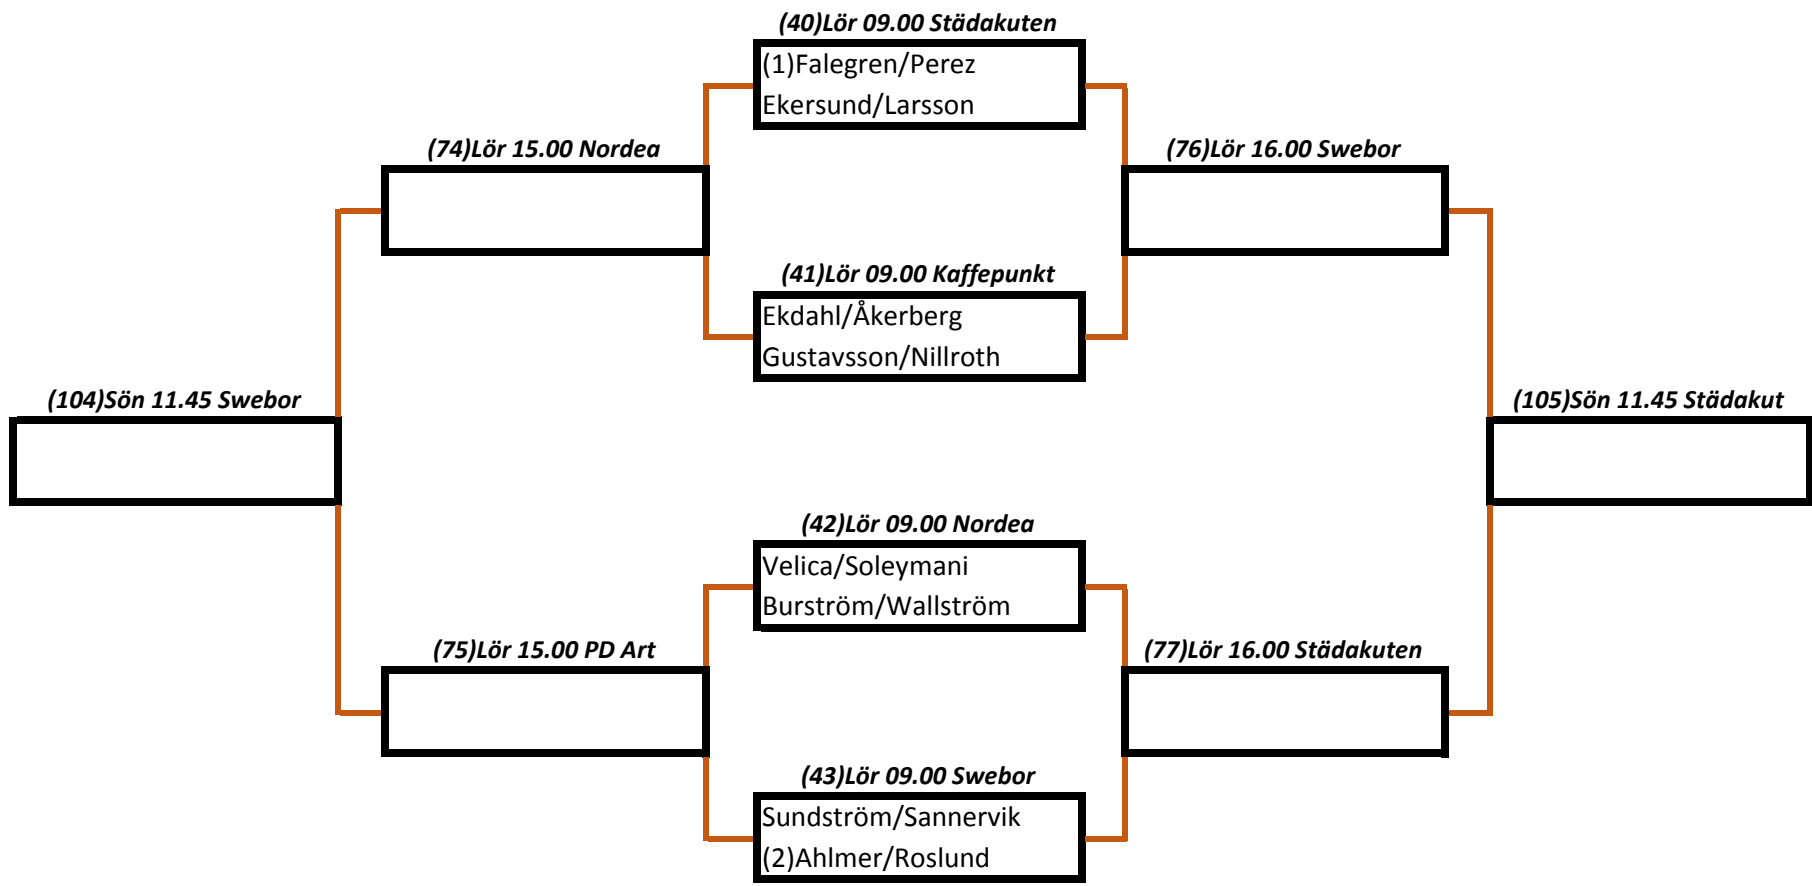 (40)Lör 09.00 Städakuten
(1)Falegren/Perez
Ekersund/Larsson
(74)Lör 15.00 Nordea
(76)Lör 16.00 Swebor
(41)Lör 09.00 Kaffepunkt
Ekdahl/Åkerberg
Gustavsson/Nillroth
(104)Sön 11.45 Swebor
(105)Sön 11.45 Städakut
(42)Lör 09.00 Nordea
Velica/Soleymani
Burström/Wallström
(75)Lör 15.00 PD Art
(77)Lör 16.00 Städakuten
(43)Lör 09.00 Swebor
Sundström/Sannervik
(2)Ahlmer/Roslund